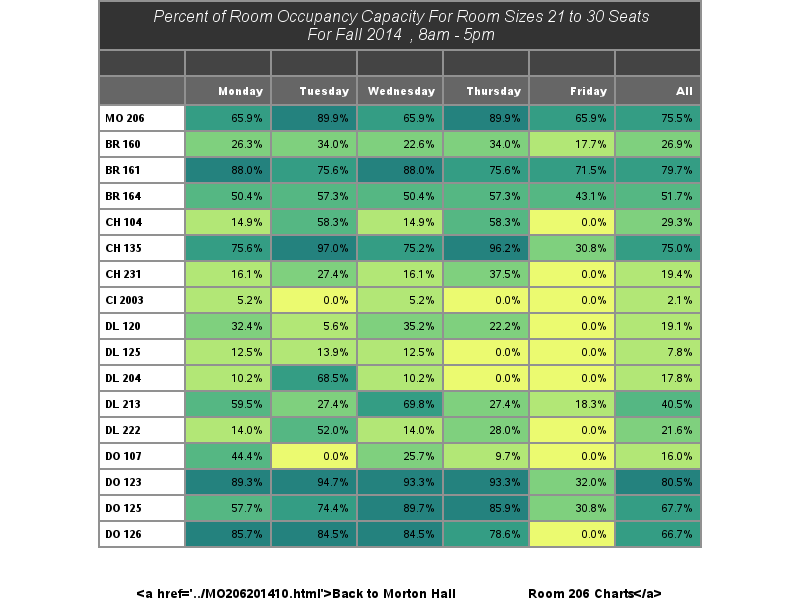 Percent of Room Occupancy Capacity For Room Sizes 21 to 30 Seats
For Fall 2014 , 8am - 5pm
Monday Tuesday Wednesday Thursday Friday All
MO 206 65.9% 89.9% 65.9% 89.9% 65.9% 75.5%
BR 160 26.3% 34.0% 22.6% 34.0% 17.7% 26.9%
BR 161 88.0% 75.6% 88.0% 75.6% 71.5% 79.7%
BR 164 50.4% 57.3% 50.4% 57.3% 43.1% 51.7%
CH 104 14.9% 58.3% 14.9% 58.3% 0.0% 29.3%
CH 135 75.6% 97.0% 75.2% 96.2% 30.8% 75.0%
CH 231 16.1% 27.4% 16.1% 37.5% 0.0% 19.4%
CI 2003 5.2% 0.0% 5.2% 0.0% 0.0% 2.1%
DL 120 32.4% 5.6% 35.2% 22.2% 0.0% 19.1%
DL 125 12.5% 13.9% 12.5% 0.0% 0.0% 7.8%
DL 204 10.2% 68.5% 10.2% 0.0% 0.0% 17.8%
DL 213 59.5% 27.4% 69.8% 27.4% 18.3% 40.5%
DL 222 14.0% 52.0% 14.0% 28.0% 0.0% 21.6%
DO 107 44.4% 0.0% 25.7% 9.7% 0.0% 16.0%
DO 123 89.3% 94.7% 93.3% 93.3% 32.0% 80.5%
DO 125 57.7% 74.4% 89.7% 85.9% 30.8% 67.7%
DO 126 85.7% 84.5% 84.5% 78.6% 0.0% 66.7%
<a href='../MO206201410.html'>Back to Morton Hall Room 206 Charts</a>